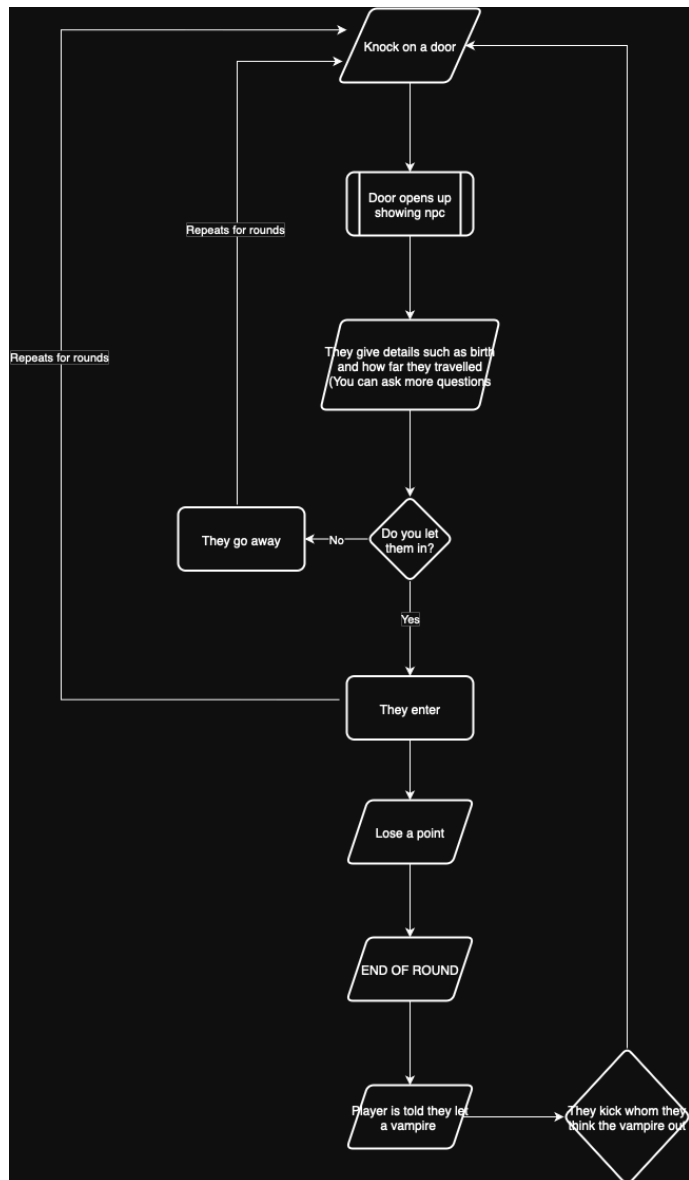 Knock on a door
Door opens up
showing npc
Repeats for rounds
They give details such as birth
and how far they travelled
(You can ask more questions
Repeats for rounds
Do you let
them in?
No
They go away
Yes
They enter
Lose a point
END OF ROUND
Player is told they let
a vampire
They kick whom they
think the vampire out